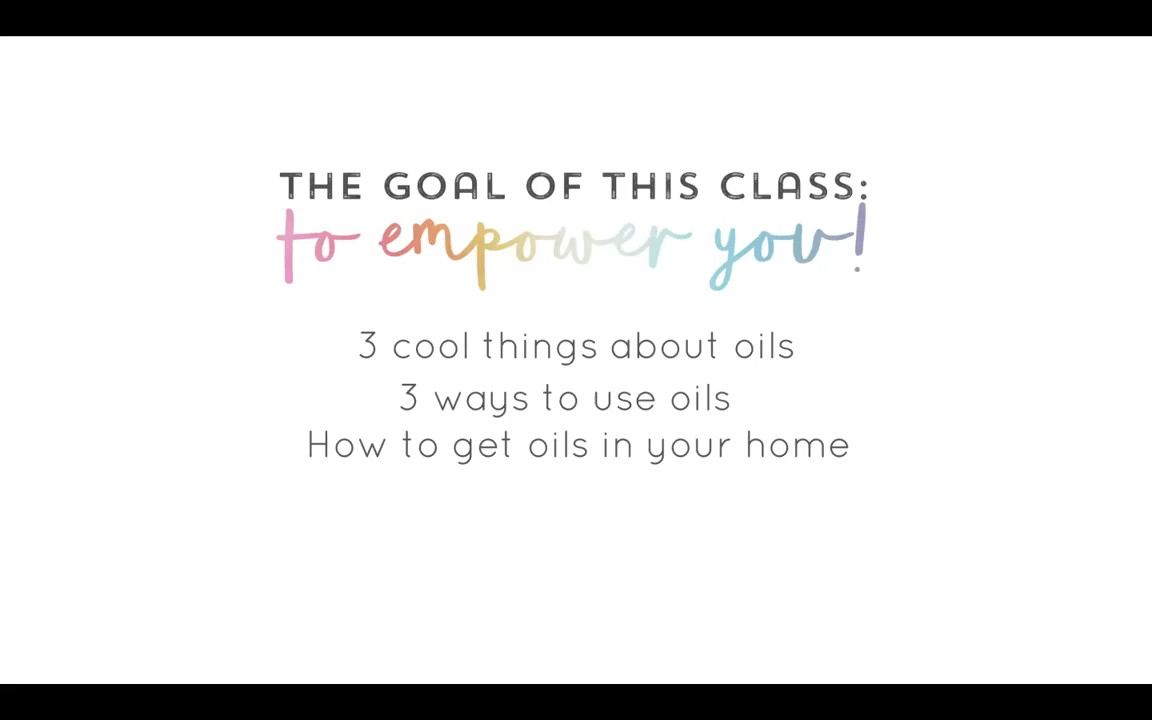 THE GOAL OF THIS CLASS:
to empower you!
3 cool things about oils
3 ways to use oils
How to get oils in your home